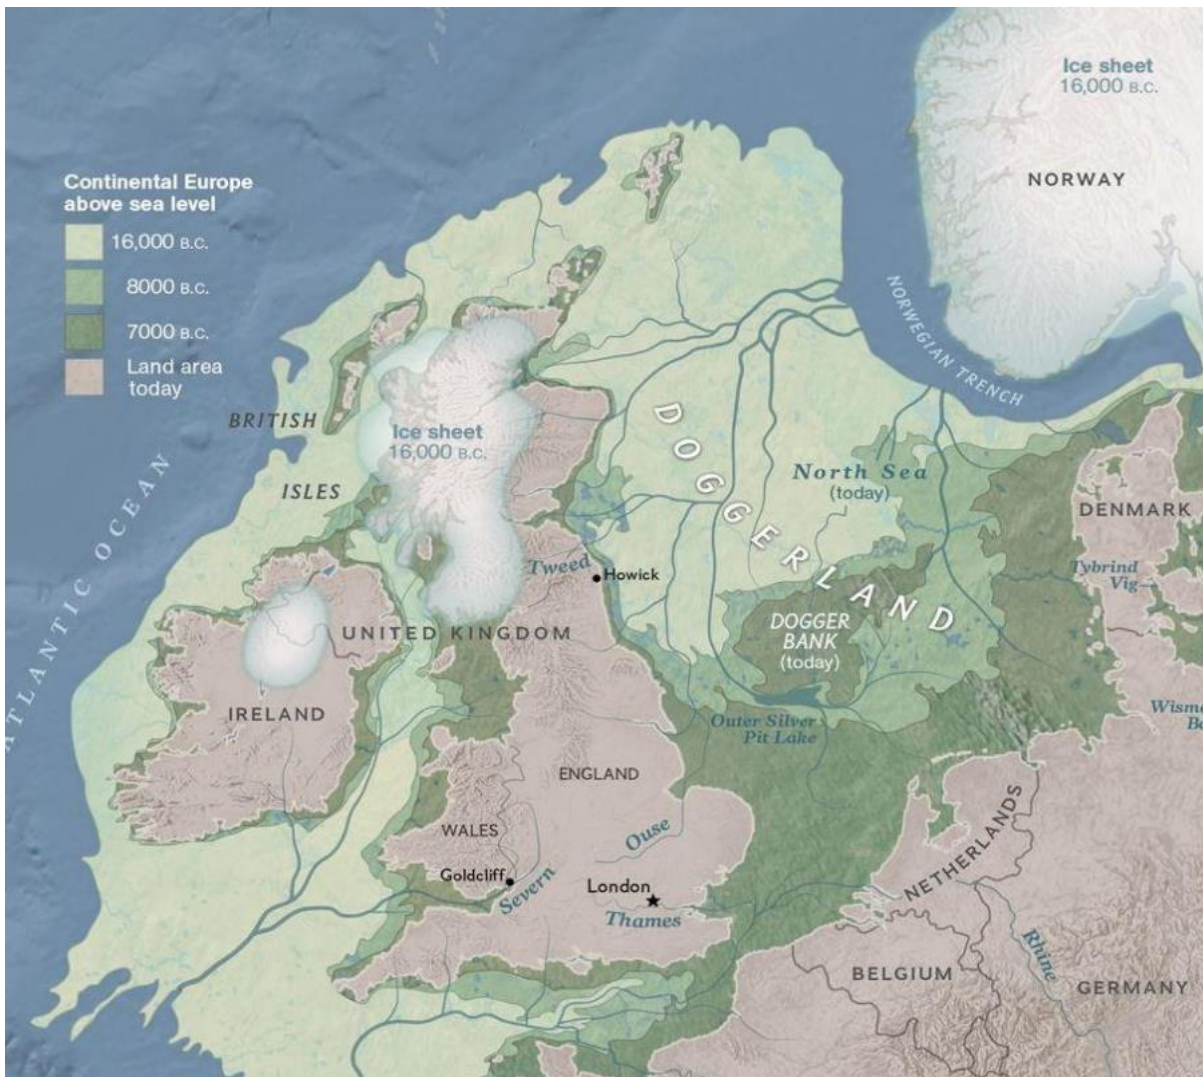 Ice sheet
16,000 B.C.
NORWAY
Continental Europe
above sea level
16,000 B.C.
8000 B.C.
7000 B.C.
Land area
today
NORWEGIAN TRENCH
BRITISH
ISLES
Ice sheet
16,000 B.C.
DOGGERLAND
North Sea
(today)
DENMARK
ATLANTIC OCEAN
Tweed
Howick
Tybrind
Vig
UNITED KINGDOM
DOGGER
BANK
(today)
IRELAND
Outer Silver
Pit Lake
Wisma
Ba
ENGLAND
WALES
Ouse
NETHERLANDS
Goldcliff
Severn
London
Thames
BELGIUM
Rhine
GERMANY